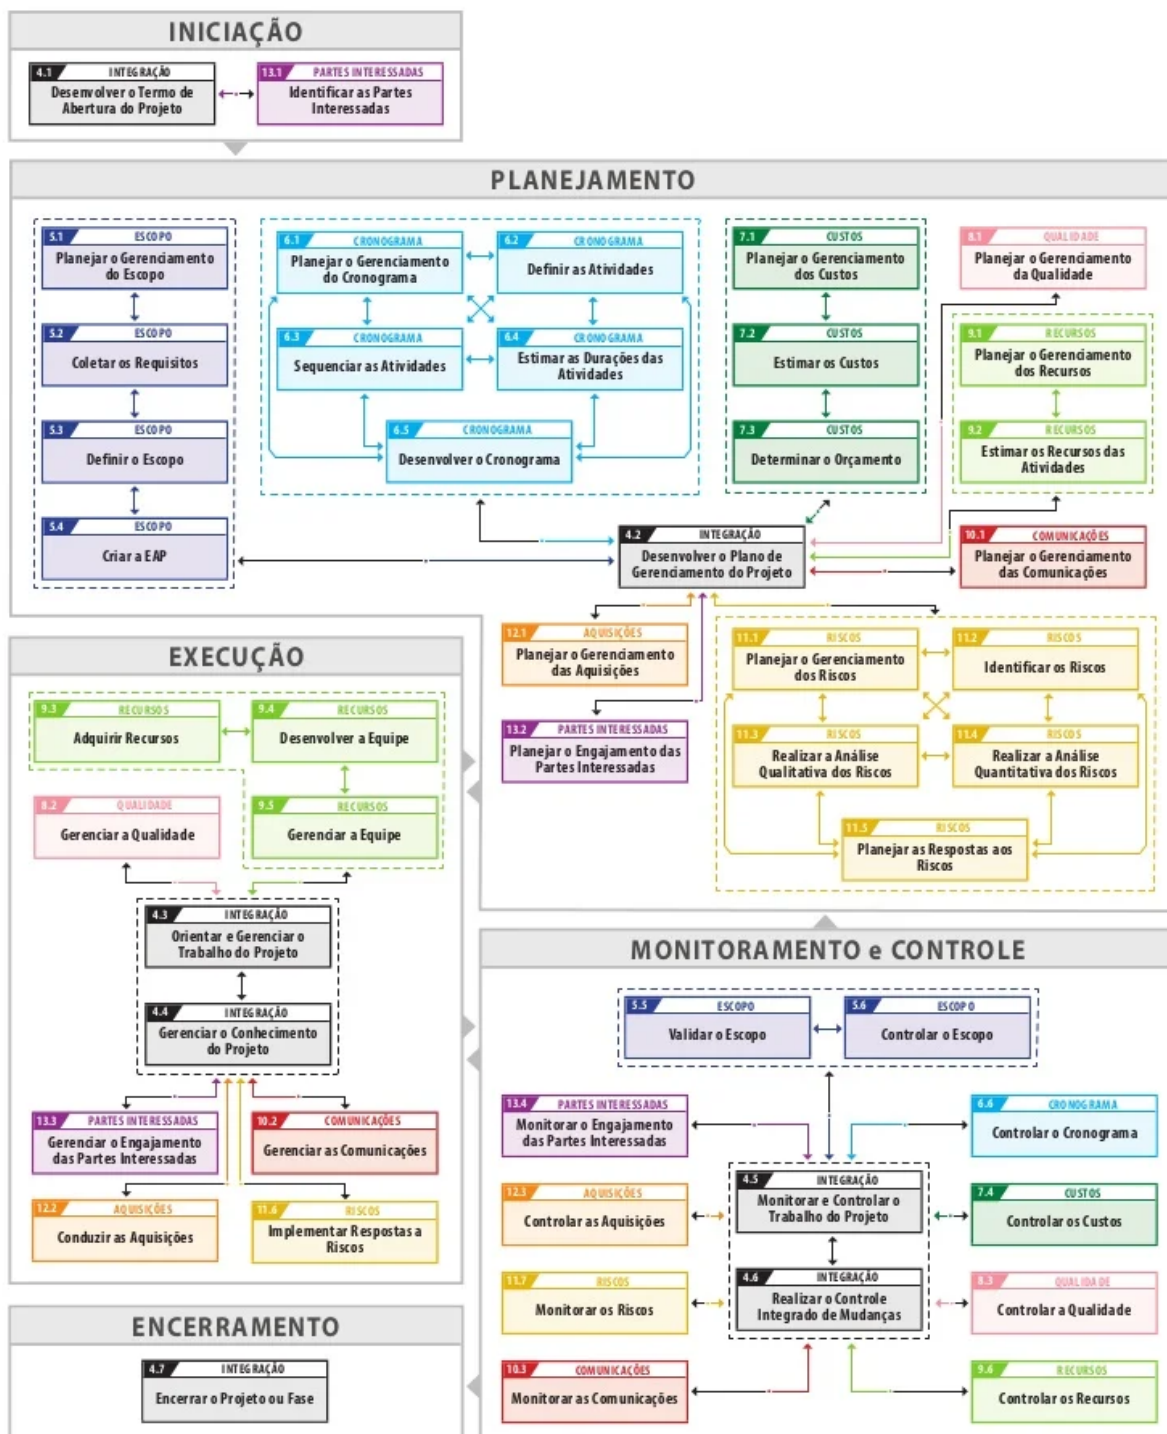 INICIAÇÃO
4.1 INTEGRAÇÃO
Desenvolver o Termo de
Abertura do Projeto
13.1 PARTES INTERESSADAS
Identificar as Partes
Interessadas
PLANEJAMENTO
5.1 ESCOPO
Planejar o Gerenciamento
do Escopo
5.2 ESCOPO
Coletar os Requisitos
5.3 ESCOPO
Definir o Escopo
5.4 ESCOPO
Criar a EAP
6.1 CRONOGRAMA
Planejar o Gerenciamento
do Cronograma
6.2 CRONOGRAMA
Definir as Atividades
6.3 CRONOGRAMA
Sequenciar as Atividades
6.4 CRONOGRAMA
Estimar as Durações das
Atividades
6.5 CRONOGRAMA
Desenvolver o Cronograma
7.1 CUSTOS
Planejar o Gerenciamento
dos Custos
7.2 CUSTOS
Estimar os Custos
7.3 CUSTOS
Determinar o Orçamento
8.1 QUALIDADE
Planejar o Gerenciamento
da Qualidade
9.1 RECURSOS
Planejar o Gerenciamento
dos Recursos
9.2 RECURSOS
Estimar os Recursos das
Atividades
4.2 INTEGRAÇÃO
Desenvolver o Plano de
Gerenciamento do Projeto
10.1 COMUNICAÇÕES
Planejar o Gerenciamento
das Comunicações
12.1 AQUISIÇÕES
Planejar o Gerenciamento
das Aquisições
13.2 PARTES INTERESSADAS
Planejar o Engajamento das
Partes Interessadas
11.1 RISCOS
Planejar o Gerenciamento
dos Riscos
11.2 RISCOS
Identificar os Riscos
11.3 RISCOS
Realizar a Análise
Qualitativa dos Riscos
11.4 RISCOS
Realizar a Análise
Quantitativa dos Riscos
11.5 RISCOS
Planejar as Respostas aos
Riscos
EXECUÇÃO
9.3 RECURSOS
Adquirir Recursos
9.4 RECURSOS
Desenvolver a Equipe
8.2 QUALIDADE
Gerenciar a Qualidade
9.5 RECURSOS
Gerenciar a Equipe
4.3 INTEGRAÇÃO
Orientar e Gerenciar o
Trabalho do Projeto
4.4 INTEGRAÇÃO
Gerenciar o Conhecimento
do Projeto
13.3 PARTES INTERESSADAS
Gerenciar o Engajamento
das Partes Interessadas
10.2 COMUNICAÇÕES
Gerenciar as Comunicações
12.2 AQUISIÇÕES
Conduzir as Aquisições
11.6 RISCOS
Implementar Respostas a
Riscos
MONITORAMENTO e CONTROLE
5.5 ESCOPO
Validar o Escopo
5.6 ESCOPO
Controlar o Escopo
13.4 PARTES INTERESSADAS
Monitorar o Engajamento
das Partes Interessadas
6.6 CRONOGRAMA
Controlar o Cronograma
4.5 INTEGRAÇÃO
Monitorar e Controlar o
Trabalho do Projeto
12.3 AQUISIÇÕES
Controlar as Aquisições
7.4 CUSTOS
Controlar os Custos
4.6 INTEGRAÇÃO
Realizar o Controle
Integrado de Mudanças
11.7 RISCOS
Monitorar os Riscos
8.3 QUALIDADE
Controlar a Qualidade
10.3 COMUNICAÇÕES
Monitorar as Comunicações
9.6 RECURSOS
Controlar os Recursos
ENCERRAMENTO
4.7 INTEGRAÇÃO
Encerrar o Projeto ou Fase